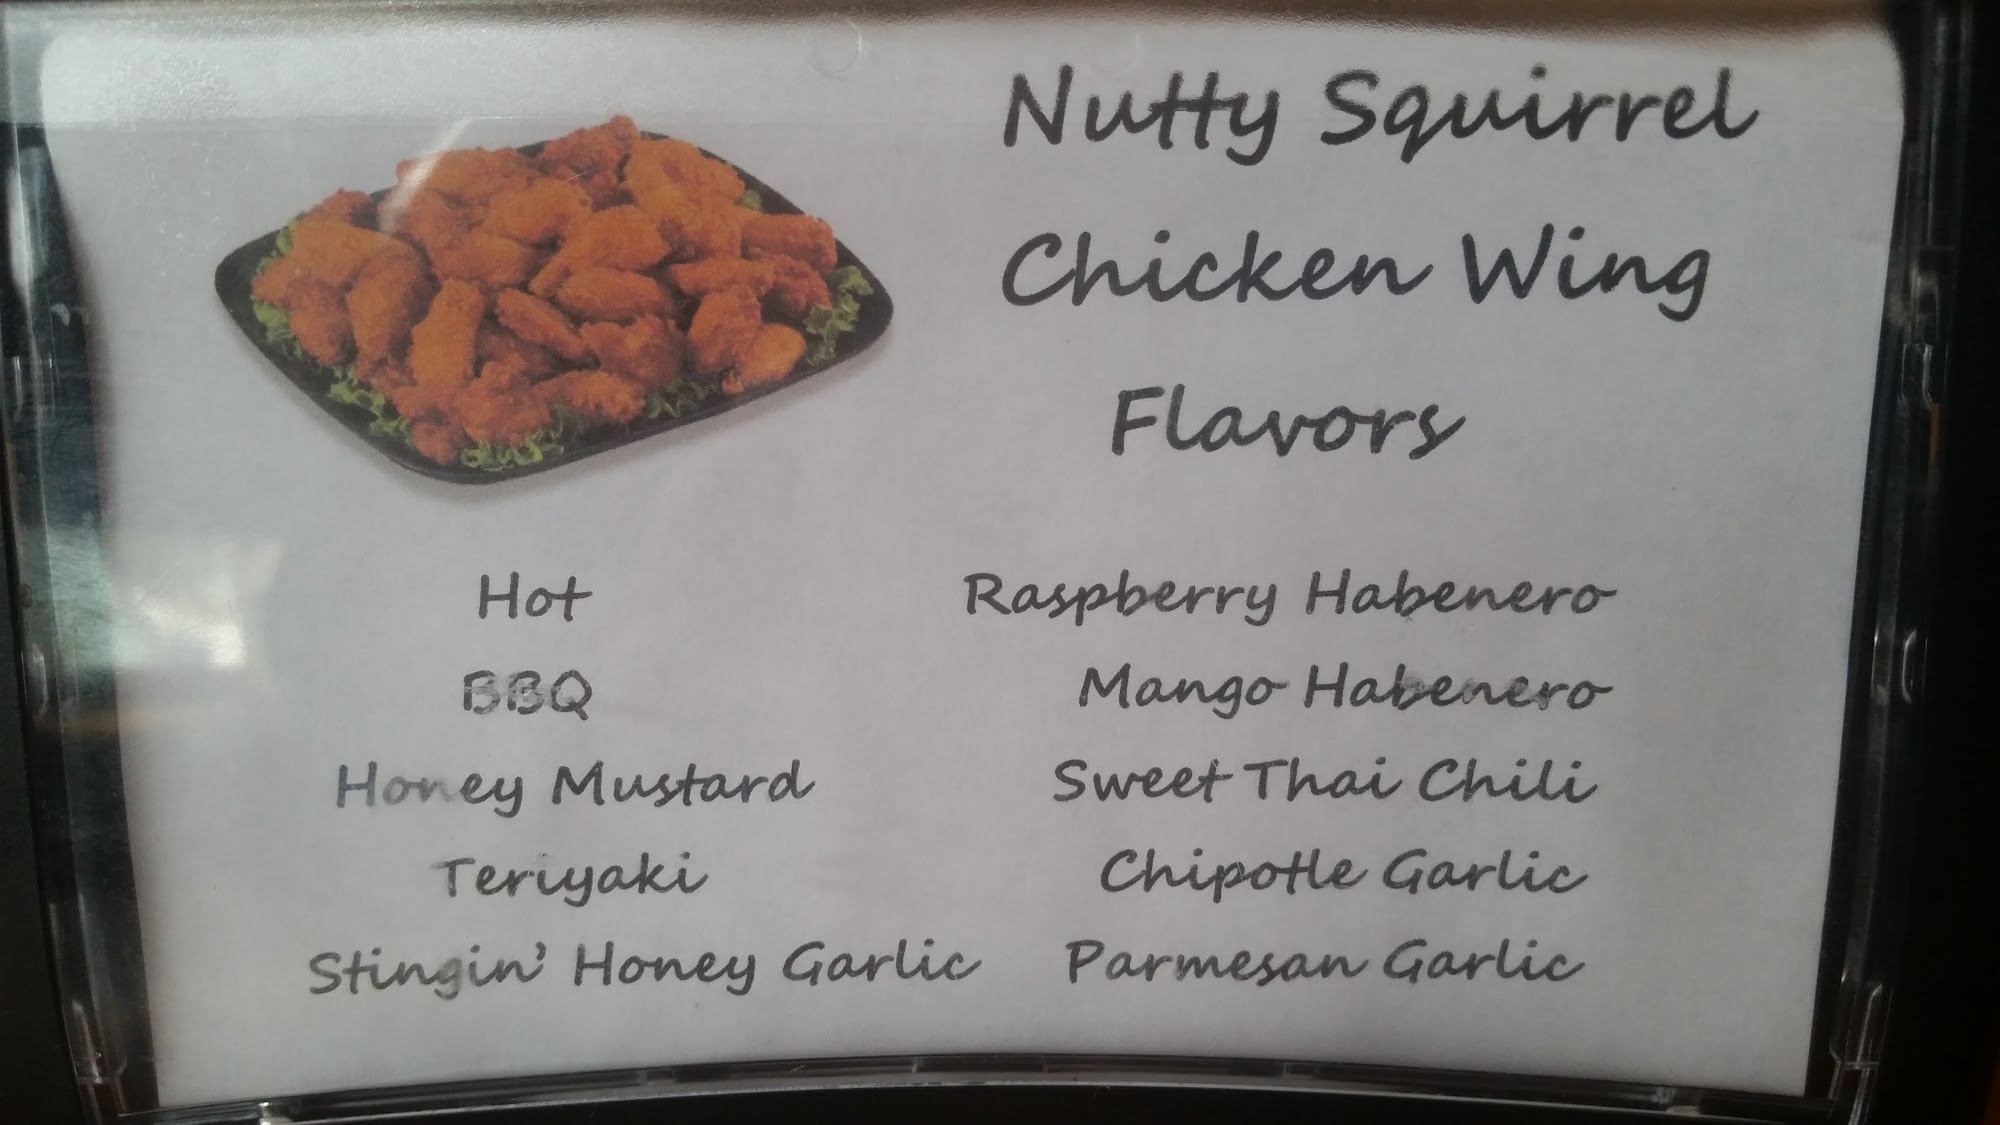 Nutty Squirrel
Chicken Wing
Flavors
Hot
BBQ
Honey Mustard
Teriyaki
Stingin' Honey Garlic
Raspberry Habenero
Mango Habenero
Sweet Thai Chili
Chipotle Garlic
Parmesan Garlic